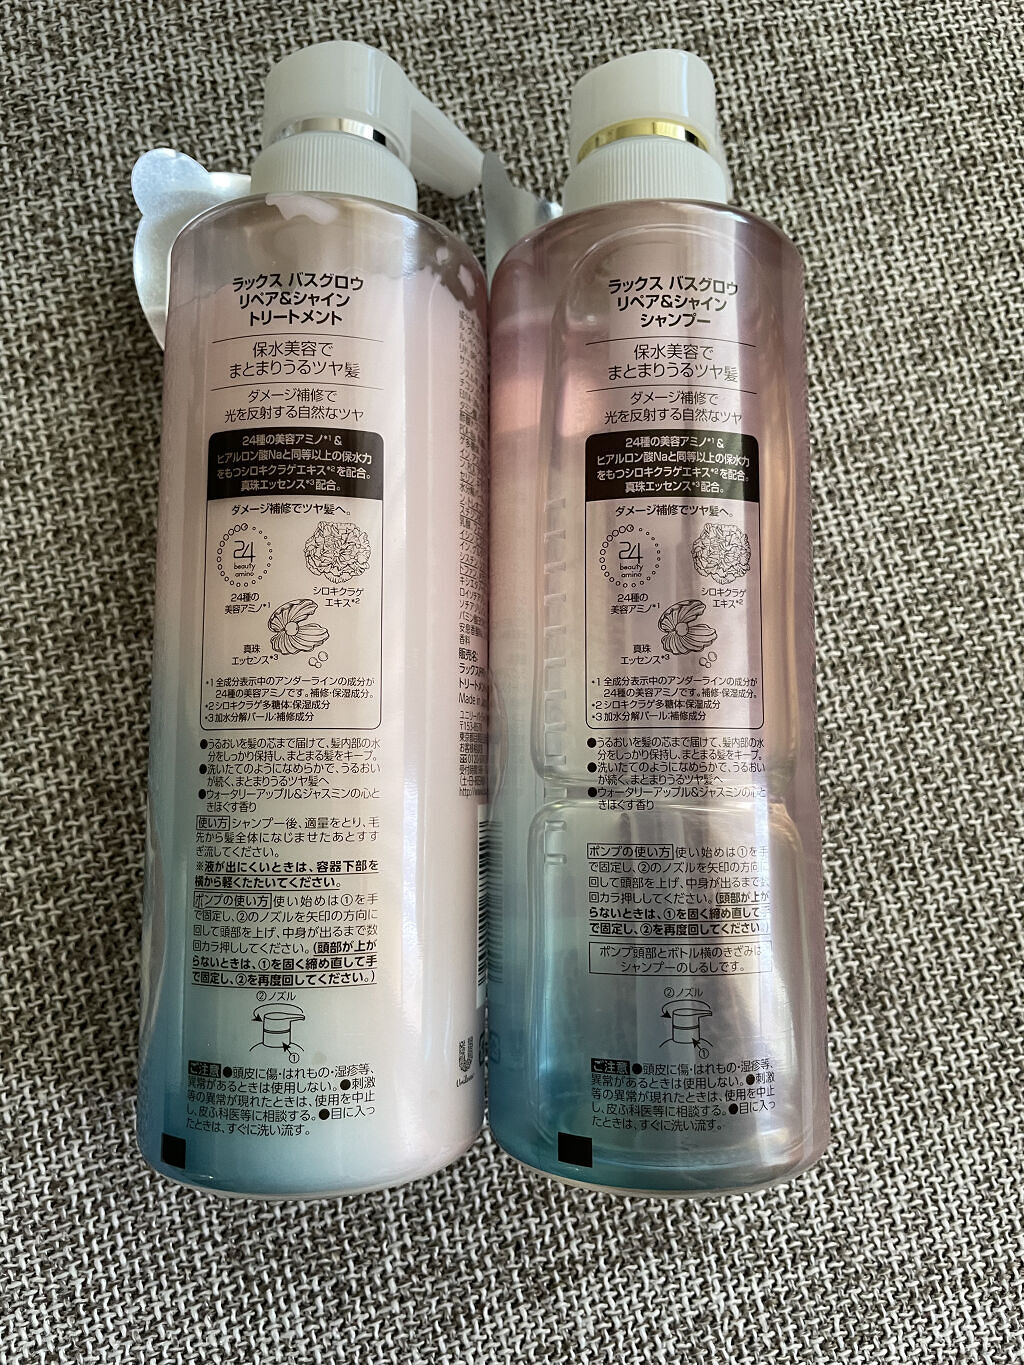 ラックス バスグロウ
リペア&シャイン
トリートメント
保水美容で
まとまりうるツヤ髪
ダメージ補修で
光を反射する自然なツヤ
24種の美容アミノ*1&
ヒアルロン酸Naと同等以上の保水力
をもつシロキクラゲエキス*2を配合。
真珠エッセンス*3配合。
ダメージ補修でツヤ髪へ。
24
beauty
amino
24種の
美容アミノ*1
シロキクラゲ
エキス*2
真珠
エッセンス*3
*1 全成分表示中のアンダーラインの成分が
24種の美容アミノです。補修・保湿成分。
*2 シロキクラゲ多糖体:保湿成分
*3 加水分解パール:補修成分
●うるおいを髪の芯まで届けて、髪内部の水
分をしっかり保持し、まとまる髪をキープ。
●洗いたてのようになめらかで、うるおい
が続く、まとまりうるツヤ髪へ
●ウォータリーアップル&ジャスミンの心と
きほぐす香り
使い方 シャンプー後、適量をとり、毛
先から髪全体になじませたあとすす
ぎ流してください。
※液が出にくいときは、容器下部を
横から軽くたたいてください。
ポンプの使い方 使い始めは①を手
で固定し、②のノズルを矢印の方向に
回して頭部を上げ、中身が出るまで数
回カラ押ししてください。(頭部が上が
らないときは、①を固く締め直して手
で固定し、②を再度回してください。)
②ノズル
①
ご注意 ●頭皮に傷・はれもの・湿疹等、
異常があるときは使用しない。●刺激
等の異常が現れたときは、使用を中止
し、皮ふ科医等に相談する。●目に入っ
たときは、すぐに洗い流す。
販売名:
トリートメント
Made in
Unilever
ラックス バスグロウ
リペア&シャイン
シャンプー
保水美容で
まとまりうるツヤ髪
ダメージ補修で
光を反射する自然なツヤ
24種の美容アミノ*1&
ヒアルロン酸Naと同等以上の保水力
をもつシロキクラゲエキス*2を配合。
真珠エッセンス*3配合。
ダメージ補修でツヤ髪へ。
24
beauty
amino
24種の
美容アミノ*1
シロキクラゲ
エキス*2
真珠
エッセンス*3
*1 全成分表示中のアンダーラインの成分が
24種の美容アミノです。補修・保湿成分。
*2 シロキクラゲ多糖体:保湿成分
*3 加水分解パール:補修成分
●うるおいを髪の芯まで届けて、髪内部の水
分をしっかり保持し、まとまる髪をキープ。
●洗いたてのようになめらかで、うるおい
が続く、まとまりうるツヤ髪へ
●ウォータリーアップル&ジャスミンの心と
きほぐす香り
ポンプの使い方 使い始めは①を手
で固定し、②のノズルを矢印の方向に
回して頭部を上げ、中身が出るまで数
回カラ押ししてください。(頭部が上が
らないときは、①を固く締め直して手
で固定し、②を再度回してください。)
ポンプ頭部とボトル横のきざみは
シャンプーのしるしです。
②ノズル
①
ご注意 ●頭皮に傷・はれもの・湿疹等、
異常があるときは使用しない。●刺激
等の異常が現れたときは、使用を中止
し、皮ふ科医等に相談する。●目に入っ
たときは、すぐに洗い流す。